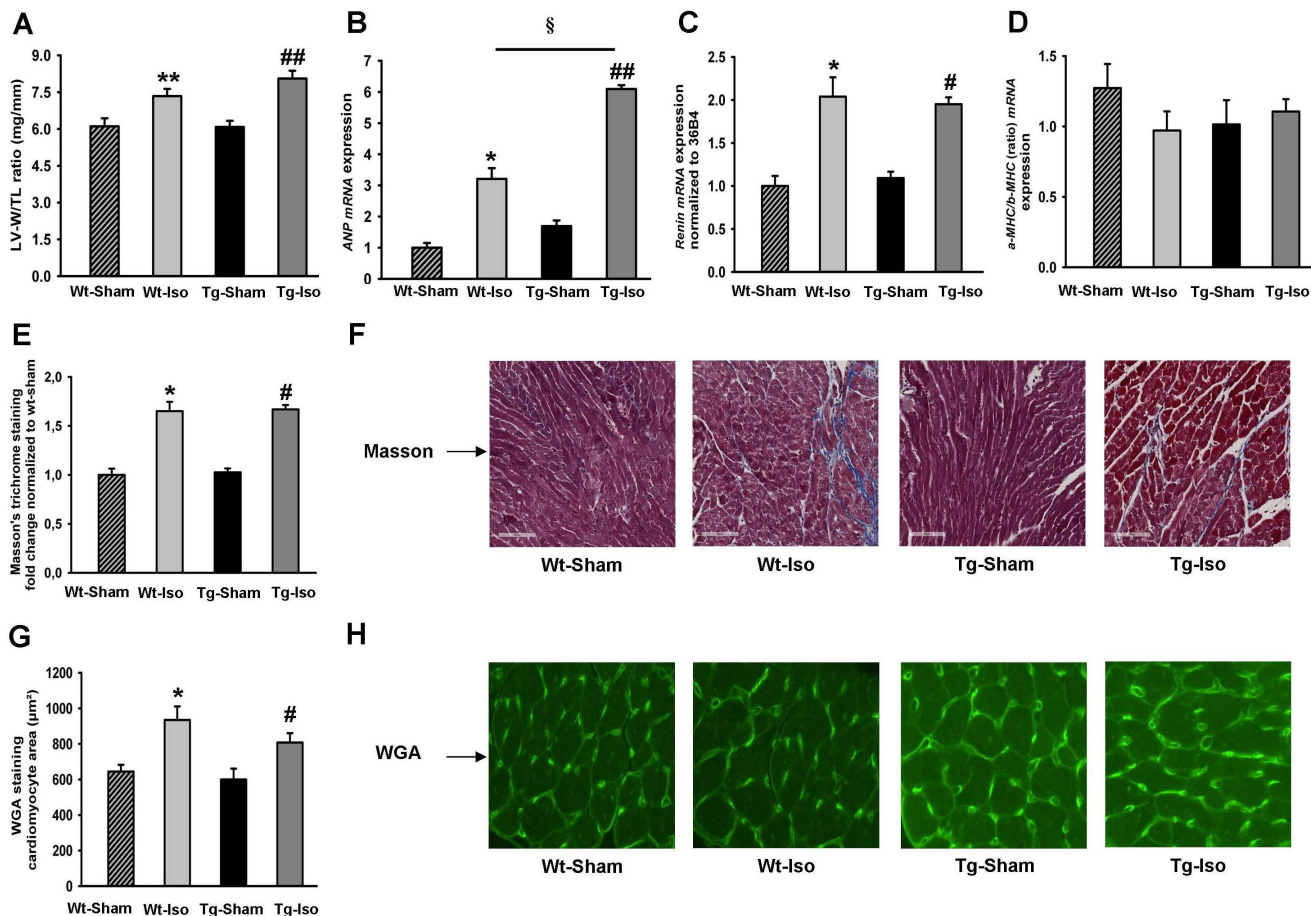 A
LV-W/TL ratio (mg/mm)
9.0
7.5
6.0
4.5
3.0
1.5
0.0
**
##
Wt-Sham Wt-Iso Tg-Sham Tg-Iso
B
§
ANP mRNA expression
7
6
5
4
3
2
1
0
*
##
Wt-Sham Wt-Iso Tg-Sham Tg-Iso
C
Renin mRNA expression
normalized to 36B4
2.5
2.0
1.5
1.0
0.5
0.0
*
#
Wt-Sham Wt-Iso Tg-Sham Tg-Iso
D
a-MHC/b-MHC (ratio) mRNA
expression
1.5
1.0
0.5
0.0
Wt-Sham Wt-Iso Tg-Sham Tg-Iso
E
Masson's trichrome staining
fold change normalized to wt-sham
2,0
1,5
1,0
0,5
0,0
*
#
Wt-Sham Wt-Iso Tg-Sham Tg-Iso
F
Masson
Wt-Sham Wt-Iso Tg-Sham Tg-Iso
G
WGA staining
cardiomyocyte area (µm²)
1200
1000
800
600
400
200
0
*
#
Wt-Sham Wt-Iso Tg-Sham Tg-Iso
H
WGA
Wt-Sham Wt-Iso Tg-Sham Tg-Iso